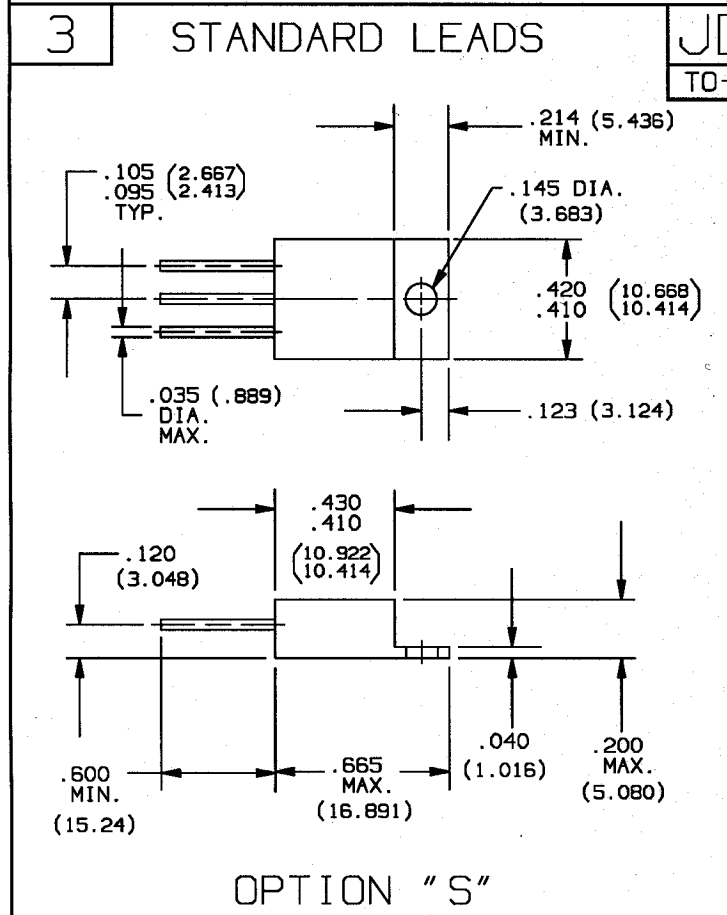 3
STANDARD LEADS
TO-
.214 (5.436)
MIN.
.105 (2.667)
.095 (2.413)
TYP.
.145 DIA.
(3.683)
.420 (10.668)
.410 (10.414)
.035 (.889)
DIA.
MAX.
.123 (3.124)
.430
.410
(10.922)
(10.414)
.120
(3.048)
.600
MIN.
(15.24)
.665
MAX.
(16.891)
.040
(1.016)
.200
MAX.
(5.080)
OPTION "S"